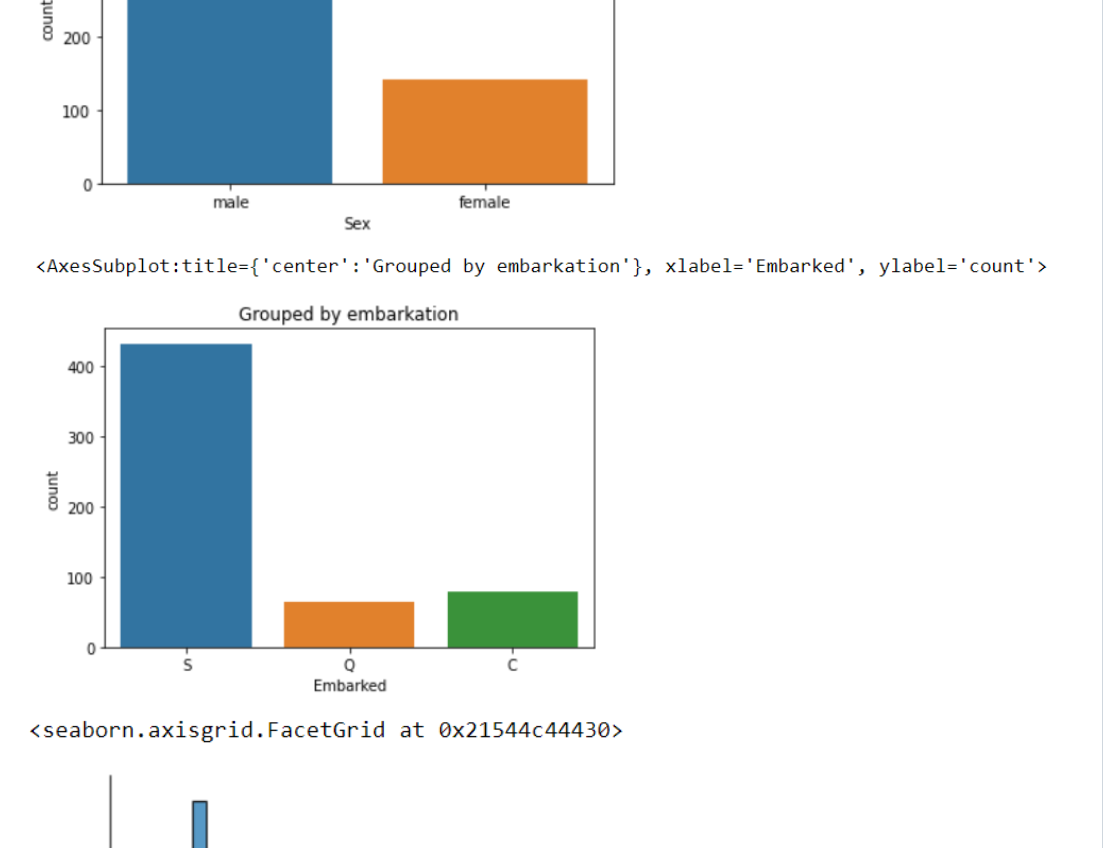 count
200
100
0
male female
Sex
<AxesSubplot:title={'center':'Grouped by embarkation'}, xlabel='Embarked', ylabel='count'>
Grouped by embarkation
400
300
count
200
100
0
S Q C
Embarked
<seaborn.axisgrid.FacetGrid at 0x21544c44430>